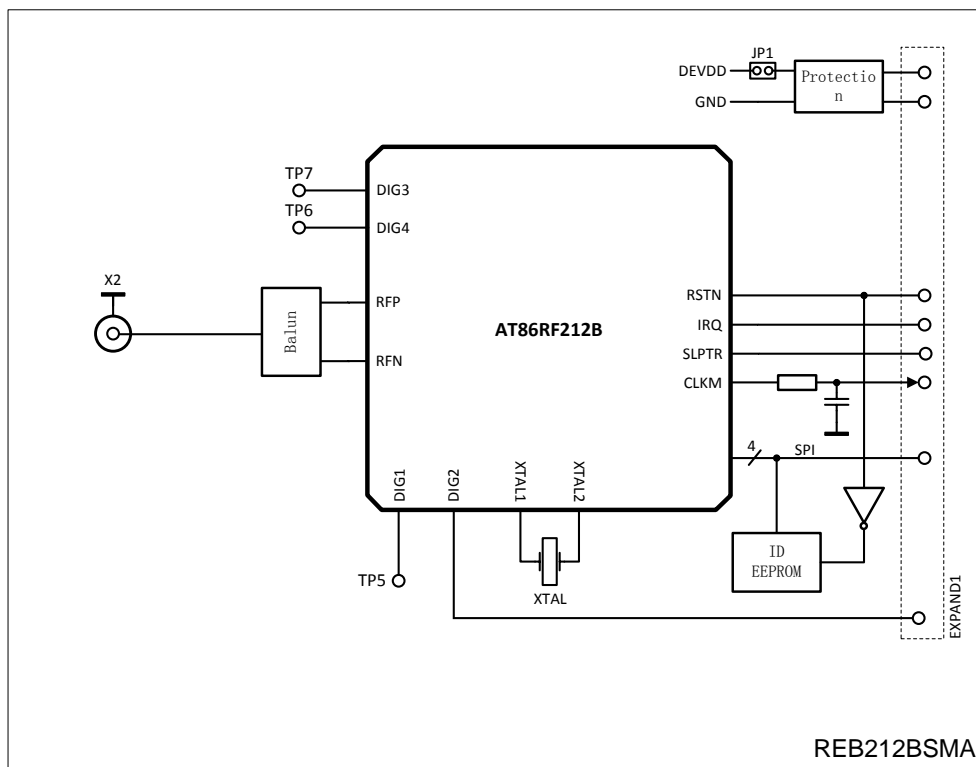 JP1
DEVDD
Protectio
n
GND
TP7
DIG3
TP6
DIG4
X2
RFP
Balun
RFN
AT86RF212B
RSTN
IRQ
SLPTR
CLKM
4
SPI
DIG1
DIG2
XTAL1
XTAL2
ID
EEPROM
TP5
XTAL
EXPAND1
REB212BSMA